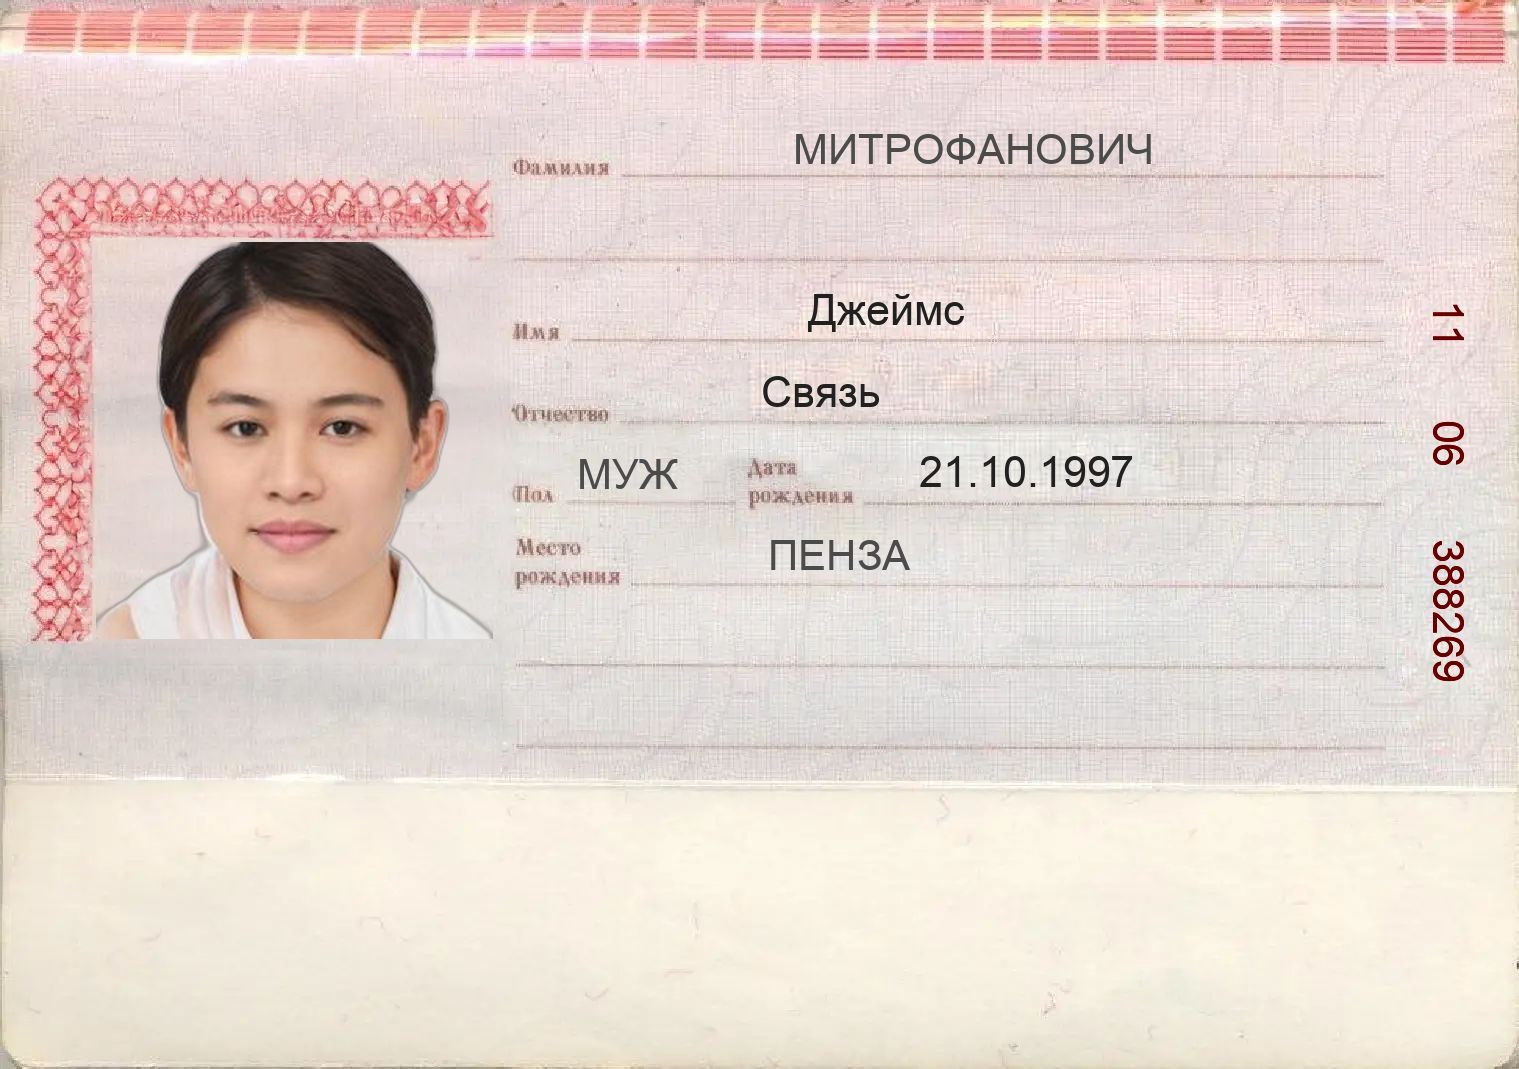 Фамилия МИТРОФАНОВИЧ
Имя Джеймс
Отчество Связь
Пол МУЖ Дата рождения 21.10.1997
Место рождения ПЕНЗА
11 06 388269